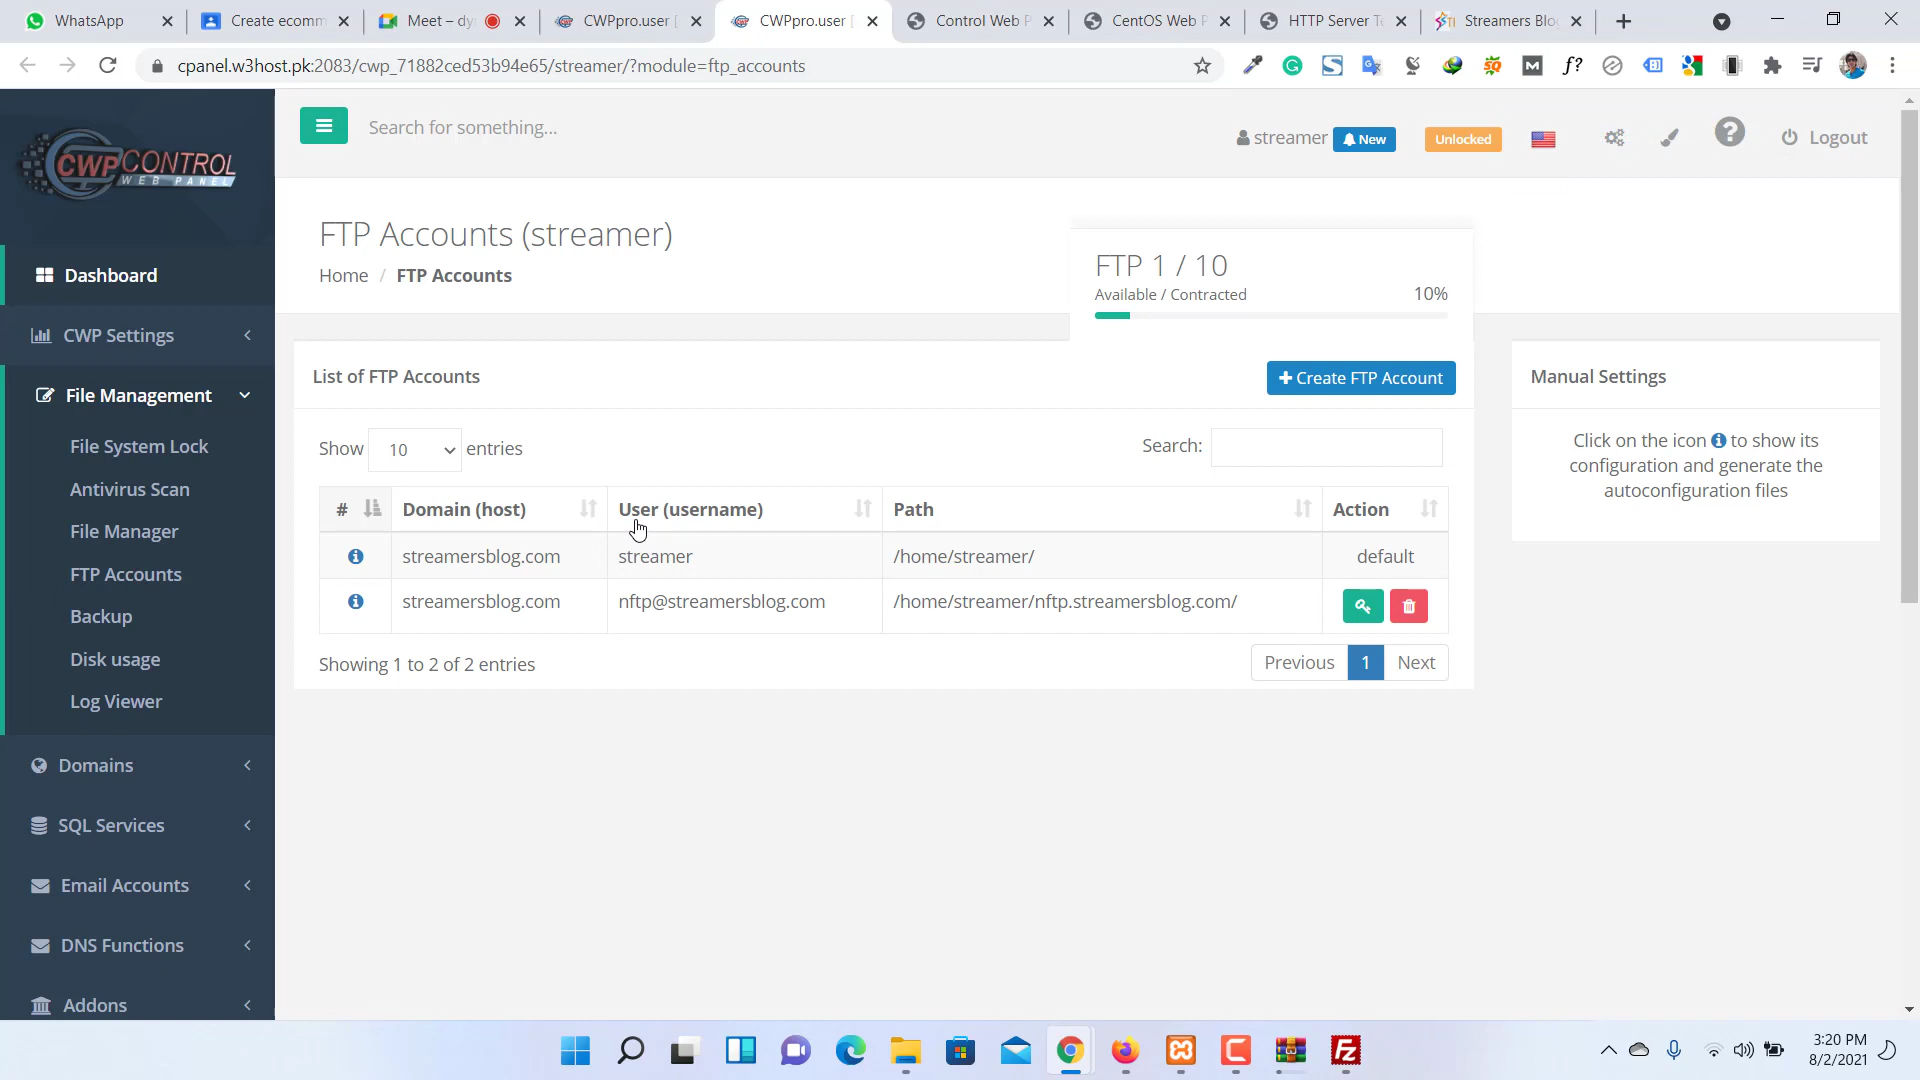 WhatsApp
Create ecomm
Meet – dy
CWPpro.user [
CWPpro.user [
Control Web P
CentOS Web P
HTTP Server T
Streamers Blo
cpanel.w3host.pk:2083/cwp_71882ced53b94e65/streamer/?module=ftp_accounts
CWPCONTROL
WEB PANEL
Search for something...
streamer
New
Unlocked
Logout
Dashboard
CWP Settings
File Management
File System Lock
Antivirus Scan
File Manager
FTP Accounts
Backup
Disk usage
Log Viewer
Domains
SQL Services
Email Accounts
DNS Functions
Addons
FTP Accounts (streamer)
Home / FTP Accounts
FTP 1 / 10
Available / Contracted 10%
List of FTP Accounts
Create FTP Account
Show 10 entries
Search:
# Domain (host) User (username) Path Action
streamersblog.com streamer /home/streamer/ default
streamersblog.com nftp@streamersblog.com /home/streamer/nftp.streamersblog.com/
Showing 1 to 2 of 2 entries
Previous 1 Next
Manual Settings
Click on the icon to show its
configuration and generate the
autoconfiguration files
3:20 PM
8/2/2021